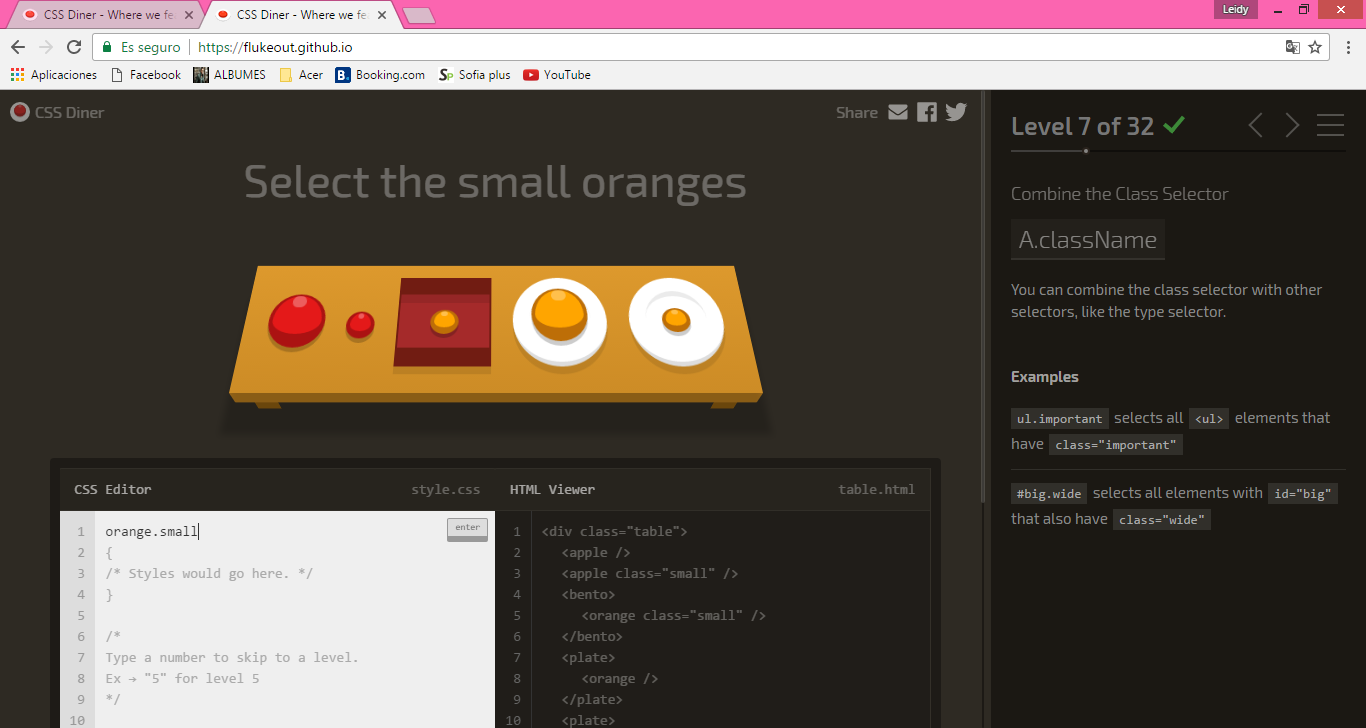 CSS Diner - Where we fe
CSS Diner - Where we fe
Leidy
Es seguro
https://flukeout.github.io
Aplicaciones
Facebook
ALBUMES
Acer
B.
Booking.com
Sp
Sofia plus
YouTube
CSS Diner
Share
Select the small oranges
CSS Editor
style.css
enter
1 orange.small
2 {
3 /* Styles would go here. */
4 }
5
6 /*
7 Type a number to skip to a level.
8 Ex → "5" for level 5
9 */
10
HTML Viewer
table.html
1 <div class="table">
2 <apple />
3 <apple class="small" />
4 <bento>
5 <orange class="small" />
6 </bento>
7 <plate>
8 <orange />
9 </plate>
10 <plate>
Level 7 of 32
Combine the Class Selector
A.className
You can combine the class selector with other
selectors, like the type selector.
Examples
ul.important selects all <ul> elements that
have class="important"
#big.wide selects all elements with id="big"
that also have class="wide"